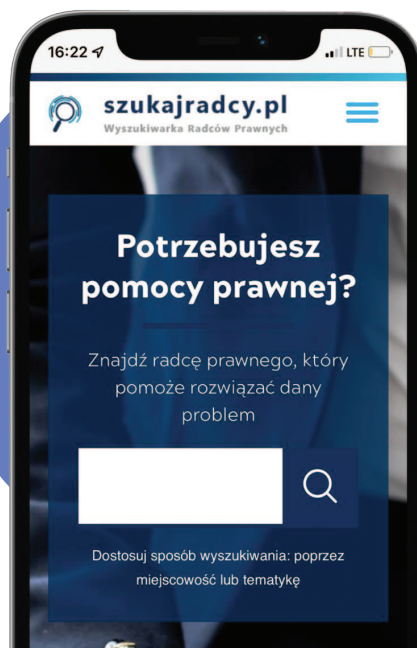 16:22
LTE
szukajradcy.pl
Wyszukiwarka Radców Prawnych
Potrzebujesz
pomocy prawnej?
Znajdź radcę prawnego, który
pomoże rozwiązać dany
problem
Dostosuj sposób wyszukiwania: poprzez
miejscowość lub tematykę